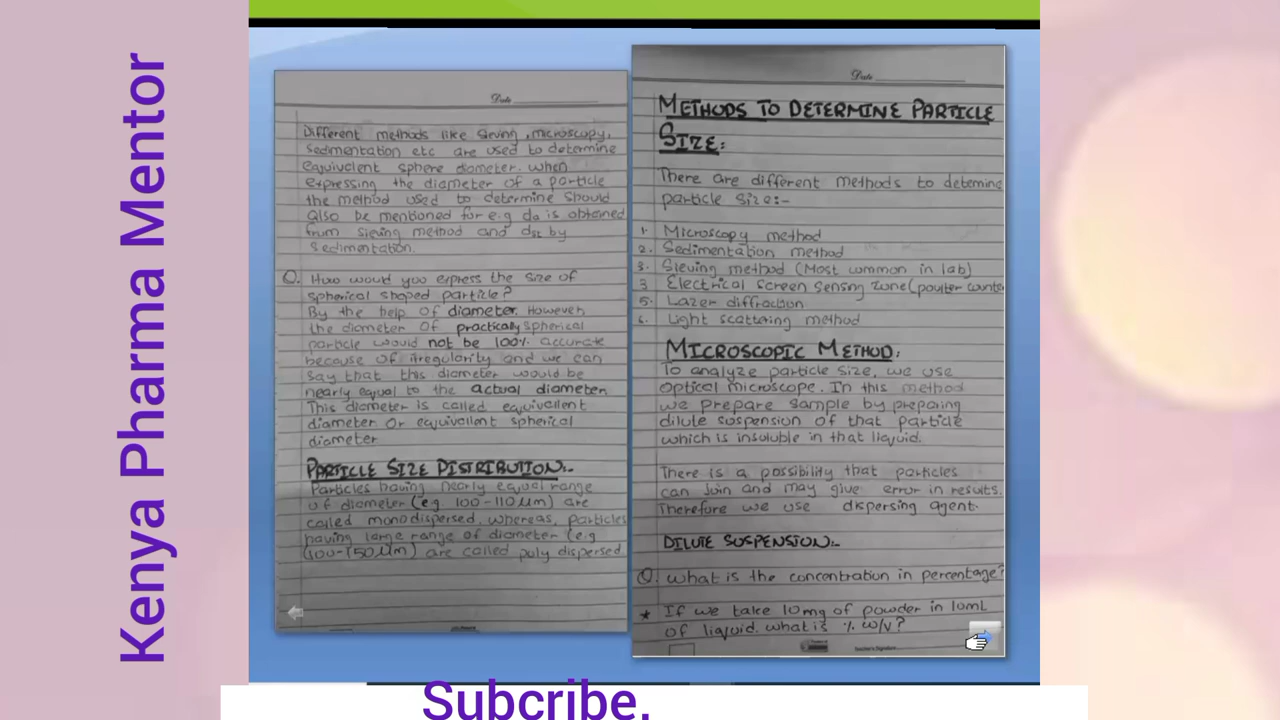 Kenya Pharma Mentor
Date
Different methods like sieving, microscopy,
Sedimentation etc are used to determine
equivelent sphere diameter. When
expressing the diameter of a particle
the method used to determine should
also be mentioned for e.g da is obtained
from sieving method and dst by
Sedimentation.
Q. How would you express the size of
spherical shaped particle?
By the help of diameter. However,
the diameter of practically spherical
particle would not be 100% accurate
because of irregularity and we can
say that this diameter would be
nearly equal to the actual diameter.
This diameter is called equivellent
diameter or equivellent spherical
diameter
PARTICLE SIZE DISTRIBUTION:-
Particles having nearly equal range
of diameter (e.g 100-110µm) are
called monodispersed. whereas, particles
having large range of diameter (e.g
(100-150µm) are called poly dispersed.
Date
METHODS TO DETERMINE PARTICLE
SIZE:
There are different methods to detemine
particle size:-
1. Microscopy method
2. Sedimentation method
3. Sieving method (Most common in lab)
3 Electrical Screen Sensing Zone (poulter counter
5. Lazer diffraction
6. Light scattering method
MICROSCOPIC METHOD:
To analyze particle size, we use
optical microscope. In this method
we prepare sample by preparing
dilute suspension of that particle
which is insoluble in that liquid.
There is a possibility that particles
can Join and may give error in results.
Therefore we use dispersing agent.
DILUTE SUSPENSION:-
Q. What is the concentration in percentage?
* If we take 10mg of powder in 10mL
of liquid. what is % w/v?
Teacher's Signature
Subcribe.